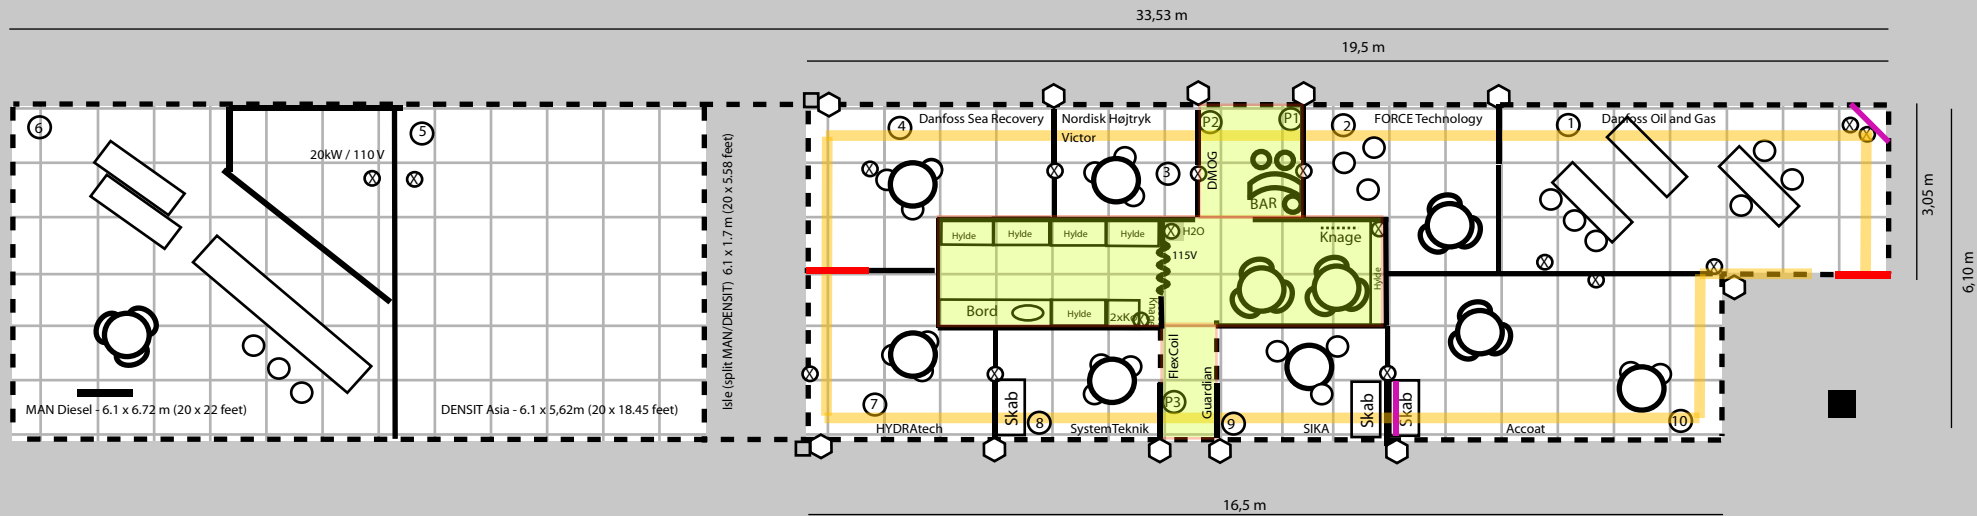 33,53 m
19,5 m
6
5
20kW / 110 V
MAN Diesel - 6.1 x 6.72 m (20 x 22 feet)
DENSIT Asia - 6.1 x 5,62m (20 x 18.45 feet)
Isle (split MAN/DENSIT) 6.1 x 1.7 m (20 x 5.58 feet)
4
Danfoss Sea Recovery
Nordisk Højtryk
Victor
3
P2
P1
DMOG
BAR
2
FORCE Technology
1
Danfoss Oil and Gas
3,05 m
6,10 m
Hylde
Hylde
Hylde
Hylde
H2O
115V
Knage
Hylde
Bord
Hylde
2xKø
Knage
FlexCoil
Guardian
P3
7
HYDRAtech
Skab
8
SystemTeknik
9
SIKA
Skab
Skab
Accoat
10
16,5 m